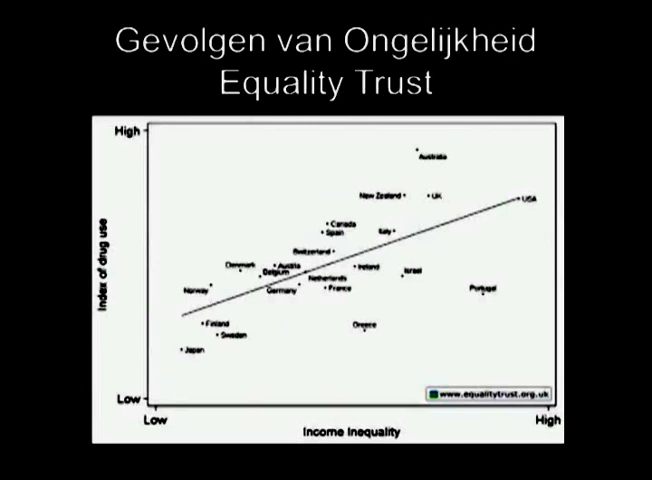 Gevolgen van Ongelijkheid
Equality Trust
High
Australia
New Zealand
UK
USA
Canada
Spain
Italy
Switzerland
Denmark
Austria
Belgium
Ireland
Israel
Netherlands
Norway
Germany
France
Portugal
Finland
Greece
Sweden
Japan
Index of drug use
www.equalitytrust.org.uk
Low
Low
High
Income Inequality